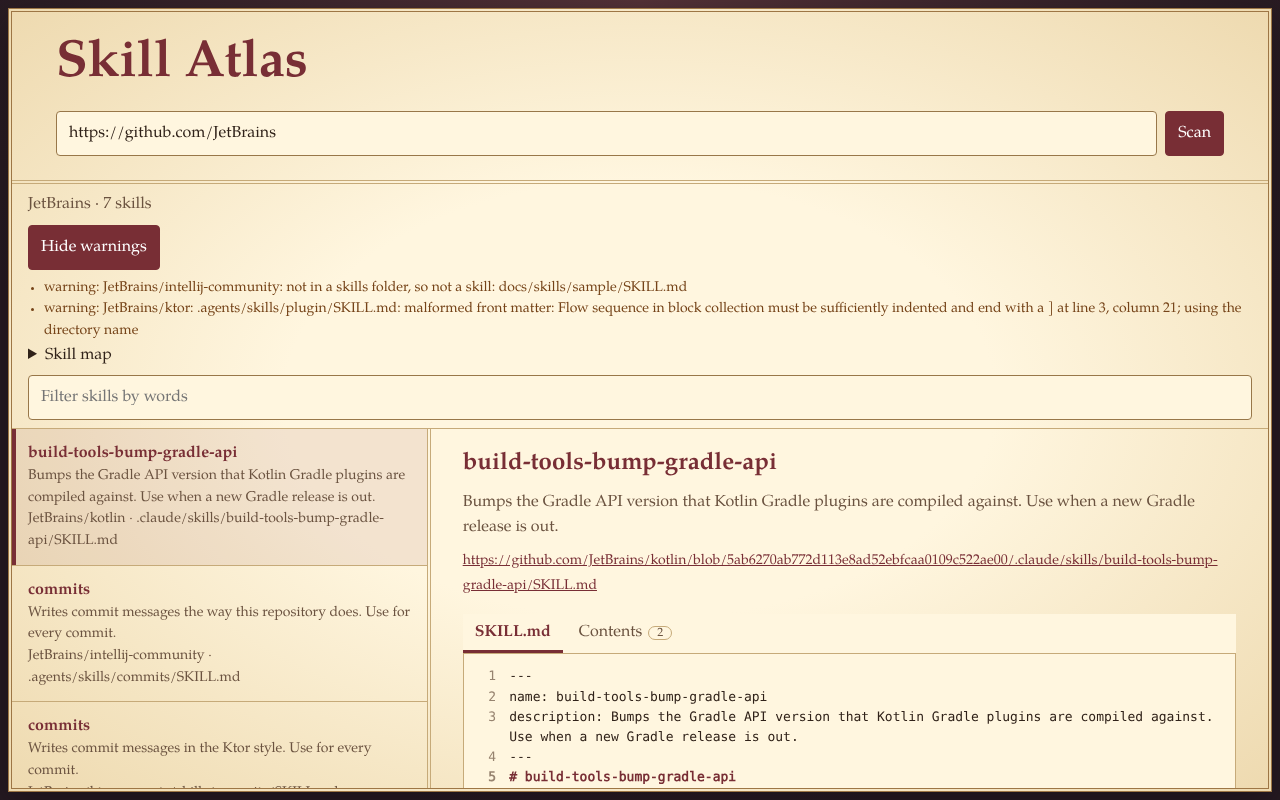 Skill Atlas
https://github.com/JetBrains
Scan
JetBrains · 7 skills
Hide warnings
• warning: JetBrains/intellij-community: not in a skills folder, so not a skill: docs/skills/sample/SKILL.md
• warning: JetBrains/ktor: .agents/skills/plugin/SKILL.md: malformed front matter: Flow sequence in block collection must be sufficiently indented and end with a ] at line 3, column 21; using the
directory name
Skill map
Filter skills by words
build-tools-bump-gradle-api
Bumps the Gradle API version that Kotlin Gradle plugins are
compiled against. Use when a new Gradle release is out.
JetBrains/kotlin · .claude/skills/build-tools-bump-gradle-
api/SKILL.md
commits
Writes commit messages the way this repository does. Use for
every commit.
JetBrains/intellij-community ·
.agents/skills/commits/SKILL.md
commits
Writes commit messages in the Ktor style. Use for every
commit.
build-tools-bump-gradle-api
Bumps the Gradle API version that Kotlin Gradle plugins are compiled against. Use when a new Gradle
release is out.
https://github.com/JetBrains/kotlin/blob/5ab6270ab772d113e8ad52ebfcaa0109c522ae00/.claude/skills/build-tools-bump-
gradle-api/SKILL.md
SKILL.md
Contents 2
1 ---
2 name: build-tools-bump-gradle-api
3 description: Bumps the Gradle API version that Kotlin Gradle plugins are compiled against.
Use when a new Gradle release is out.
4 ---
5 # build-tools-bump-gradle-api